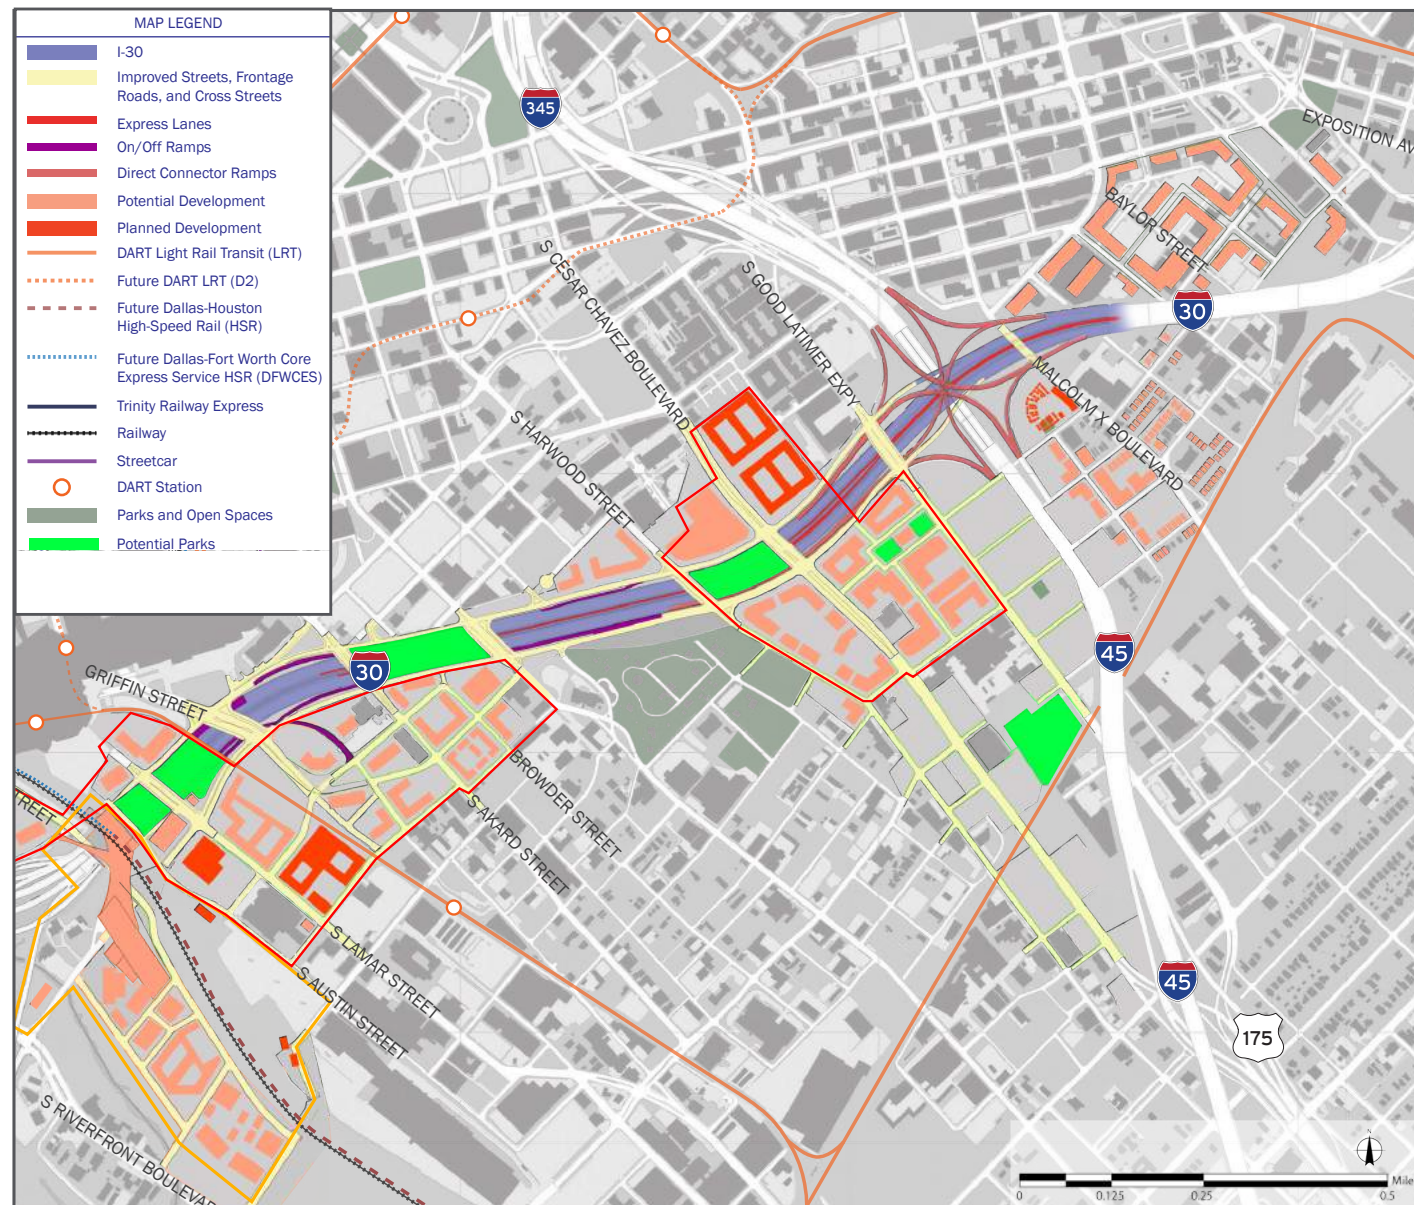 MAP LEGEND
I-30
Improved Streets, Frontage
Roads, and Cross Streets
Express Lanes
On/Off Ramps
Direct Connector Ramps
Potential Development
Planned Development
DART Light Rail Transit (LRT)
Future DART LRT (D2)
Future Dallas-Houston
High-Speed Rail (HSR)
Future Dallas-Fort Worth Core
Express Service HSR (DFWCES)
Trinity Railway Express
Railway
Streetcar
DART Station
Parks and Open Spaces
Potential Parks
345
EXPOSITION AV
BAYLOR STREET
S CESAR CHAVEZ BOULEVARD
S GOOD LATIMER EXPY
30
MALCOLM X BOULEVARD
S HARWOOD STREET
45
30
GRIFFIN STREET
BROWDER STREET
S AKARD STREET
TREET
S LAMAR STREET
S AUSTIN STREET
45
175
S RIVERFRONT BOULEVAR
N
Mile
0
0.125
0.25
0.5